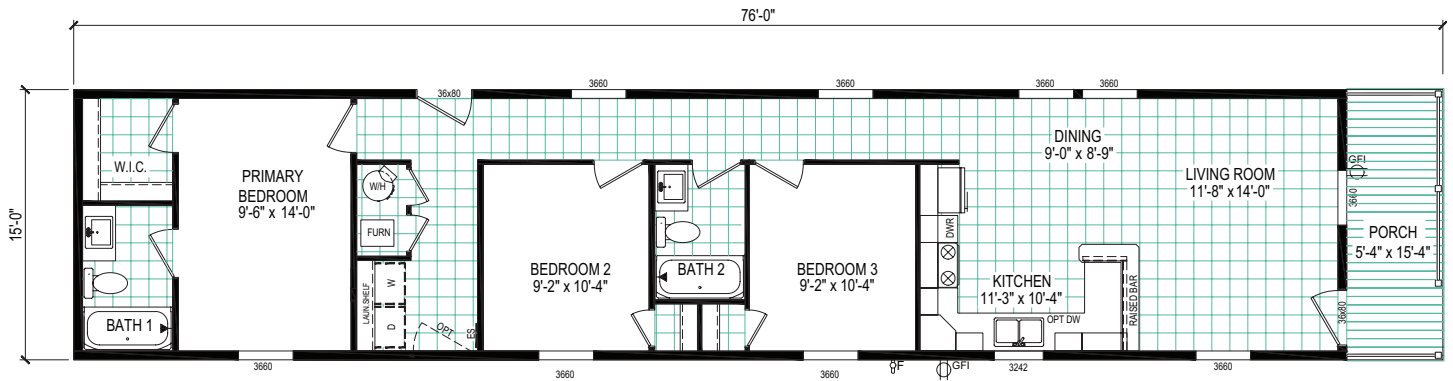 76'-0"
15'-0"
36x80
3660
3660
3660
3660
W.I.C.
PRIMARY
BEDROOM
9'-6" x 14'-0"
W/H
FURN
DINING
9'-0" x 8'-9"
LIVING ROOM
11'-8" x 14'-0"
GFI
3660
PORCH
5'-4" x 15'-4"
DWR
BEDROOM 2
9'-2" x 10'-4"
BATH 2
BEDROOM 3
9'-2" x 10'-4"
KITCHEN
11'-3" x 10'-4"
LAUN SHELF
W
D
OPT
ES
OPT DW
RAISED BAR
36x80
BATH 1
3660
3660
3660
F
GFI
3242
3660